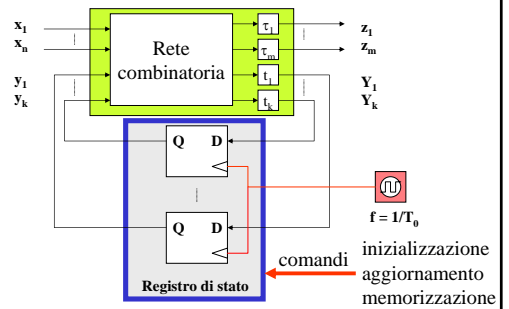 x1
xn
y1
yk
Rete
combinatoria
τ1
τm
t1
tk
z1
zm
Y1
Yk
Q D
Q D
Registro di stato
f = 1/T0
comandi
inizializzazione
aggiornamento
memorizzazione